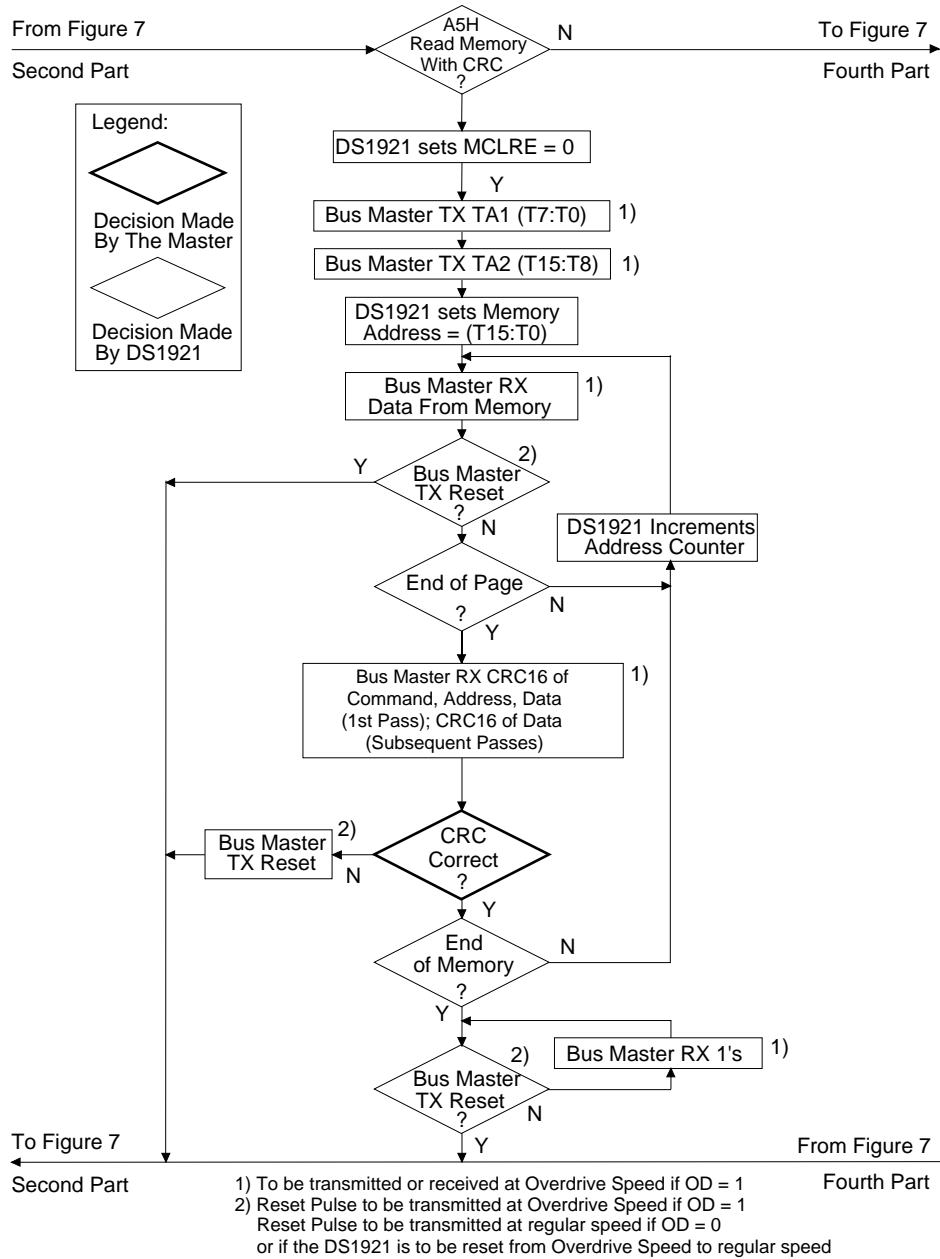 From Figure 7
Second Part
A5H
Read Memory
With CRC
?
N
To Figure 7
Fourth Part
Legend:
Decision Made
By The Master
Decision Made
By DS1921
DS1921 sets MCLRE = 0
Y
Bus Master TX TA1 (T7:T0)
1)
Bus Master TX TA2 (T15:T8)
1)
DS1921 sets Memory
Address = (T15:T0)
Bus Master RX
Data From Memory
1)
Y
2)
Bus Master
TX Reset
?
N
DS1921 Increments
Address Counter
End of Page
?
N
Y
Bus Master RX CRC16 of
Command, Address, Data
(1st Pass); CRC16 of Data
(Subsequent Passes)
1)
Bus Master
TX Reset
2)
N
CRC
Correct
?
Y
End
of Memory
?
N
Y
2)
Bus Master
TX Reset
?
N
Bus Master RX 1's
1)
Y
To Figure 7
Second Part
From Figure 7
Fourth Part
1) To be transmitted or received at Overdrive Speed if OD = 1
2) Reset Pulse to be transmitted at Overdrive Speed if OD = 1
Reset Pulse to be transmitted at regular speed if OD = 0
or if the DS1921 is to be reset from Overdrive Speed to regular speed